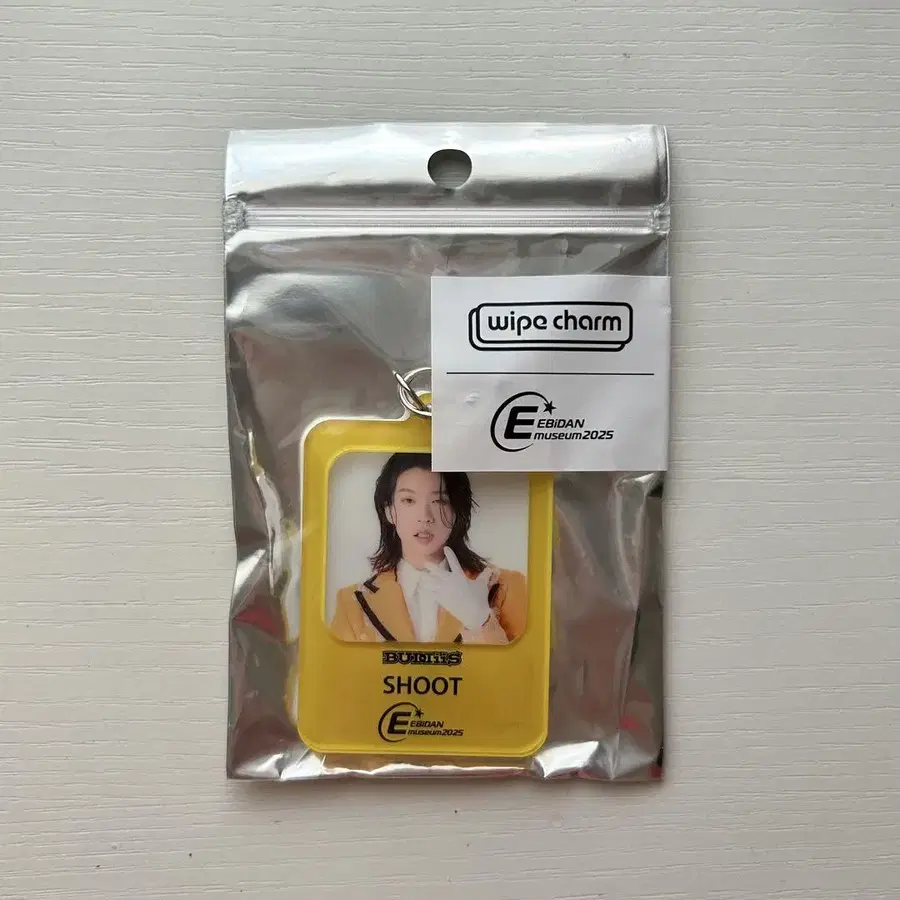 wipe charm
E EBiDAN
museum2025
BUDDiiS
SHOOT
E EBiDAN
museum2025